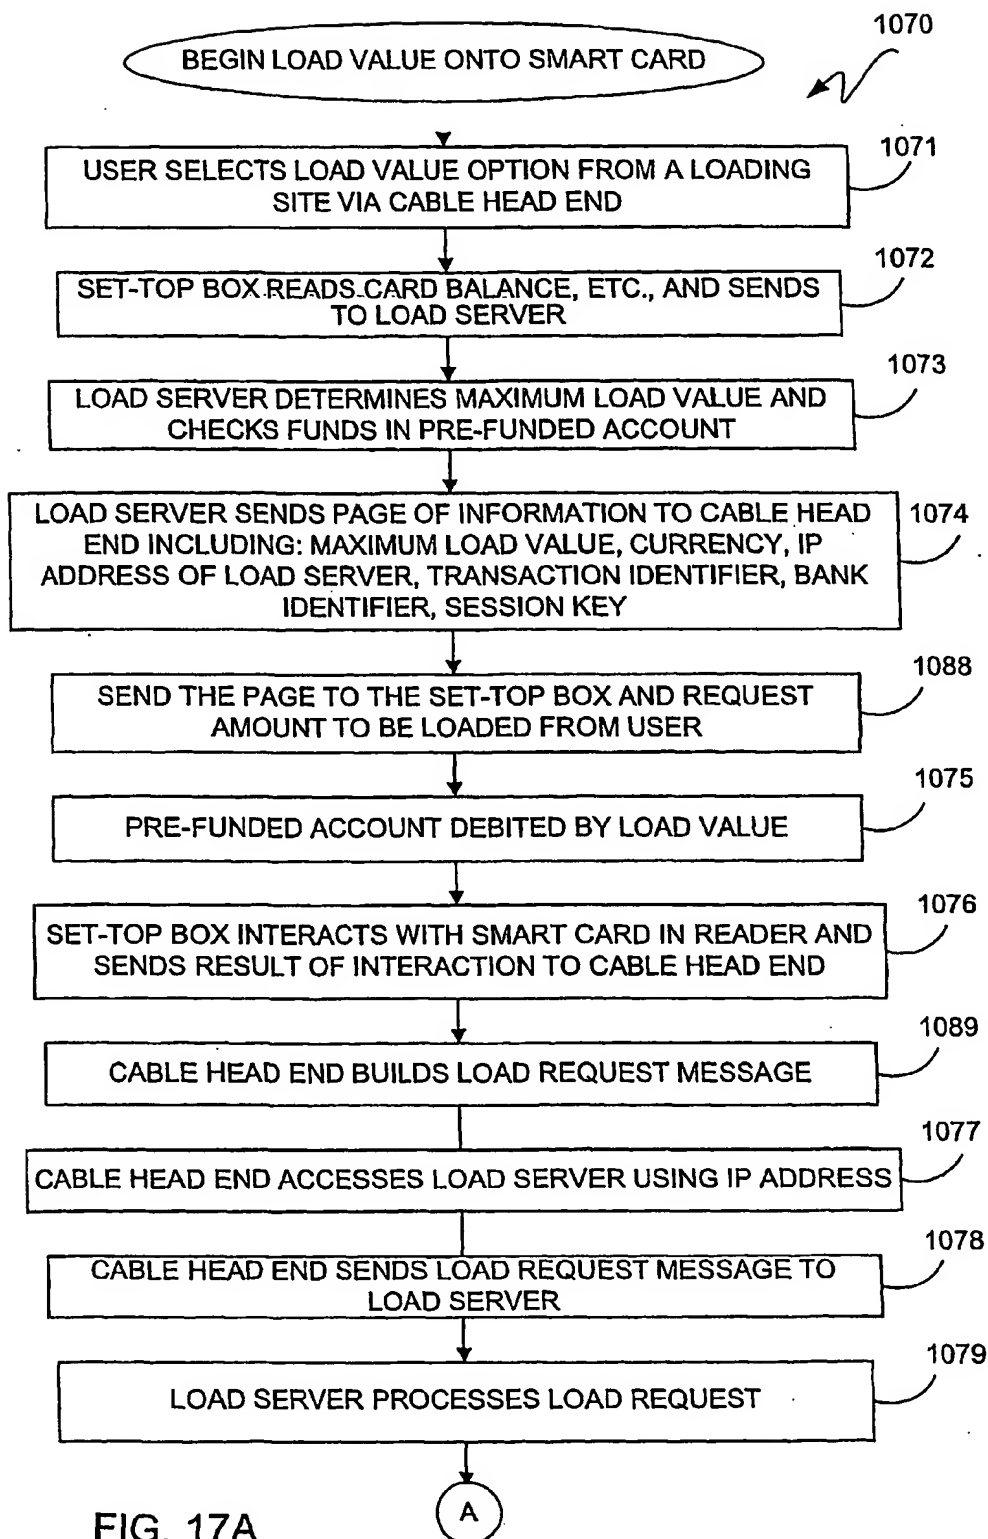 1070
BEGIN LOAD VALUE ONTO SMART CARD
1071
USER SELECTS LOAD VALUE OPTION FROM A LOADING
SITE VIA CABLE HEAD END
1072
SET-TOP BOX READS CARD BALANCE, ETC., AND SENDS
TO LOAD SERVER
1073
LOAD SERVER DETERMINES MAXIMUM LOAD VALUE AND
CHECKS FUNDS IN PRE-FUNDED ACCOUNT
1074
LOAD SERVER SENDS PAGE OF INFORMATION TO CABLE HEAD
END INCLUDING: MAXIMUM LOAD VALUE, CURRENCY, IP
ADDRESS OF LOAD SERVER, TRANSACTION IDENTIFIER, BANK
IDENTIFIER, SESSION KEY
1088
SEND THE PAGE TO THE SET-TOP BOX AND REQUEST
AMOUNT TO BE LOADED FROM USER
1075
PRE-FUNDED ACCOUNT DEBITED BY LOAD VALUE
1076
SET-TOP BOX INTERACTS WITH SMART CARD IN READER AND
SENDS RESULT OF INTERACTION TO CABLE HEAD END
1089
CABLE HEAD END BUILDS LOAD REQUEST MESSAGE
1077
CABLE HEAD END ACCESSES LOAD SERVER USING IP ADDRESS
1078
CABLE HEAD END SENDS LOAD REQUEST MESSAGE TO
LOAD SERVER
1079
LOAD SERVER PROCESSES LOAD REQUEST
A
FIG. 17A